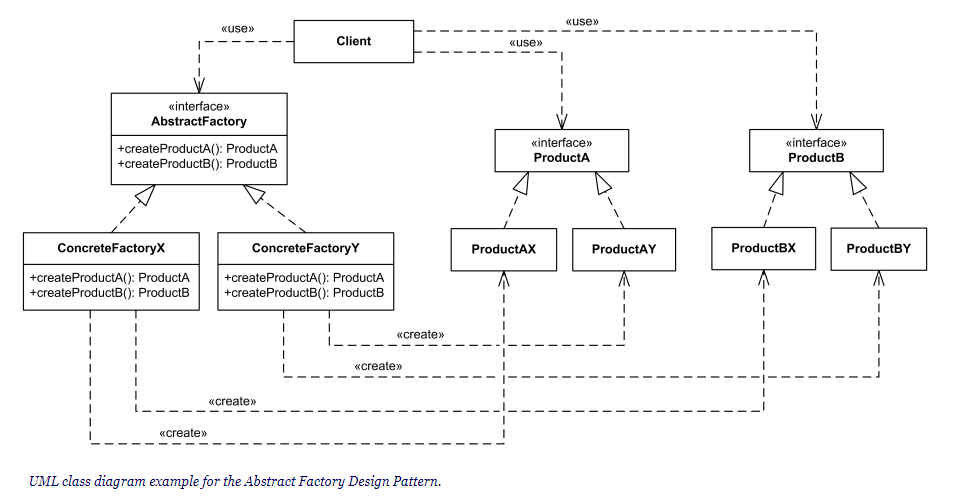 «use»
Client
«use»
«use»
«interface»
AbstractFactory
+createProductA(): ProductA
+createProductB(): ProductB
«interface»
ProductA
«interface»
ProductB
ConcreteFactoryX
+createProductA(): ProductA
+createProductB(): ProductB
ConcreteFactoryY
+createProductA(): ProductA
+createProductB(): ProductB
ProductAX
ProductAY
ProductBX
ProductBY
«create»
«create»
«create»
«create»
UML class diagram example for the Abstract Factory Design Pattern.